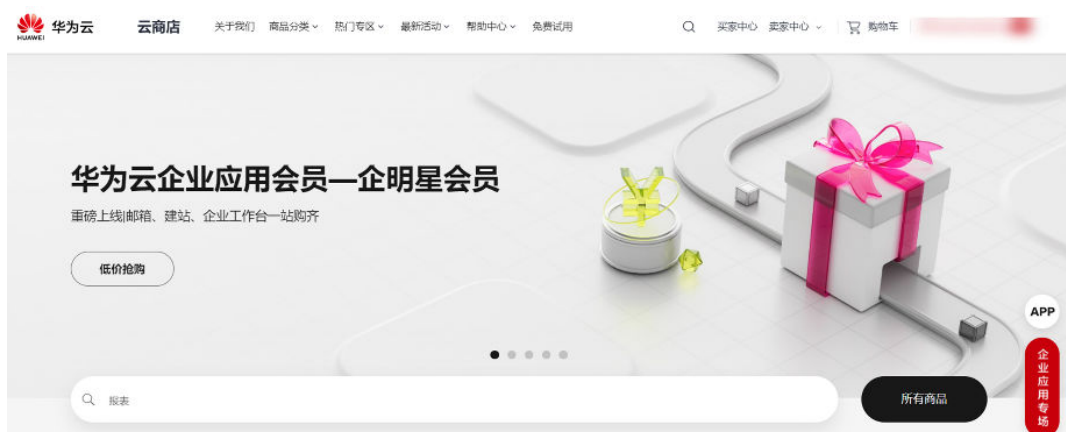 HUAWEI
华为云
云商店
关于我们
商品分类
热门专区
最新活动
帮助中心
免费试用
买家中心
卖家中心
购物车
华为云企业应用会员—企明星会员
重磅上线|邮箱、建站、企业工作台一站购齐
低价抢购
APP
企业应用专场
报表
所有商品